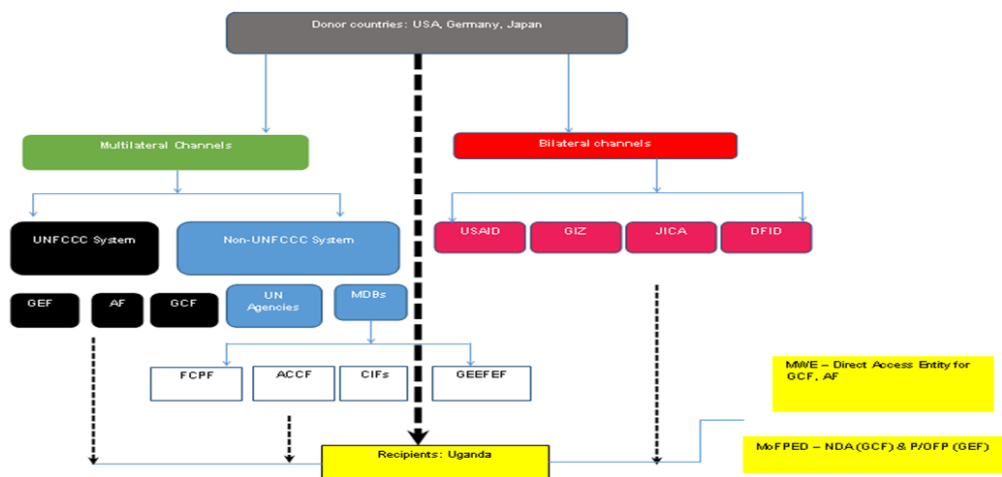 Donor countries: USA, Germany, Japan
Multilateral Channels
Bilateral channels
UNFCCC System
Non-UNFCCC System
USAID
GIZ
JICA
DFID
GEF
AF
GCF
UN
Agencies
MDBs
FCPF
ACCF
CIFs
GEEFEF
MWE – Direct Access Entity for
GCF, AF
Recipients: Uganda
MoFPED – NDA (GCF) & P/OFP (GEF)